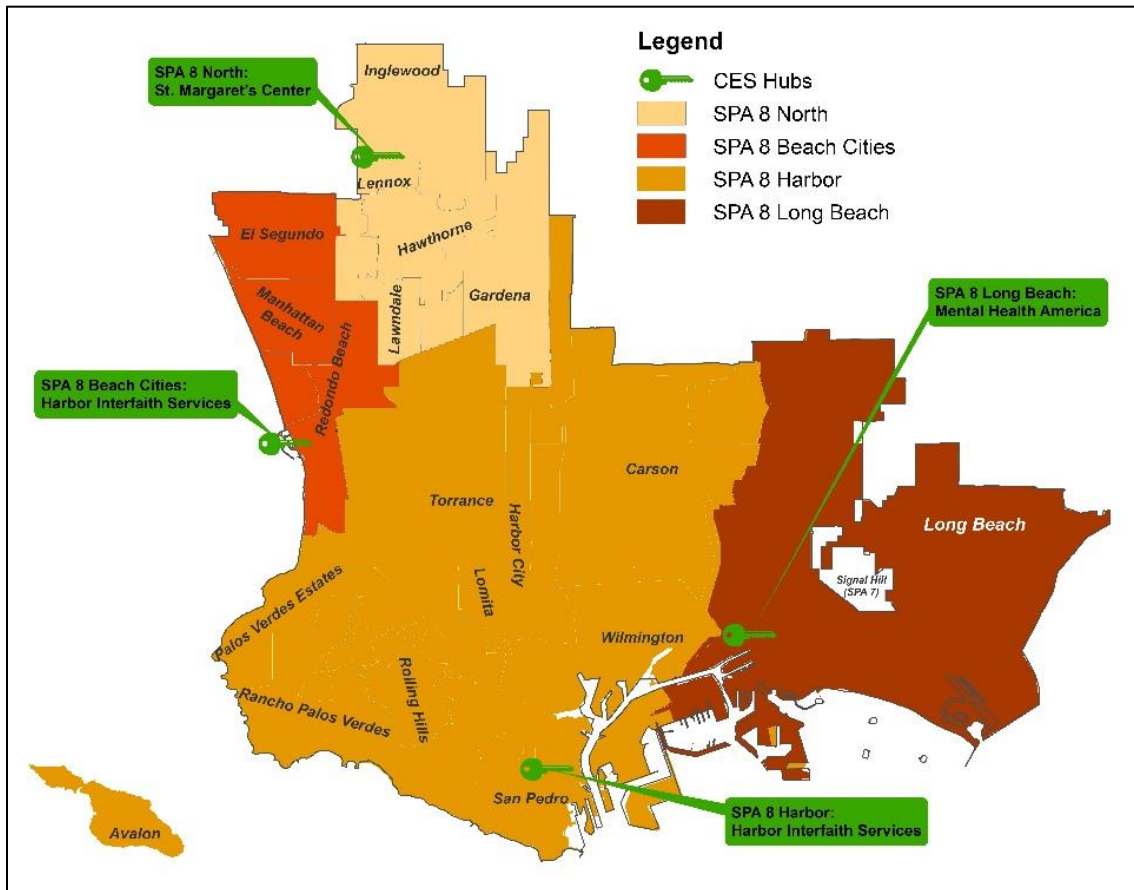 Legend
CES Hubs
SPA 8 North
SPA 8 Beach Cities
SPA 8 Harbor
SPA 8 Long Beach
SPA 8 North:
St. Margaret's Center
Inglewood
Lennox
Hawthorne
El Segundo
Manhattan
Beach
Redondo Beach
Lawndale
Gardena
SPA 8 Long Beach:
Mental Health America
SPA 8 Beach Cities:
Harbor Interfaith Services
Carson
Torrance
Harbor City
Long Beach
Signal Hill
(SPA 7)
Palos Verdes Estates
Lomita
Wilmington
Rolling Hills
Rancho Palos Verdes
San Pedro
SPA 8 Harbor:
Harbor Interfaith Services
Avalon